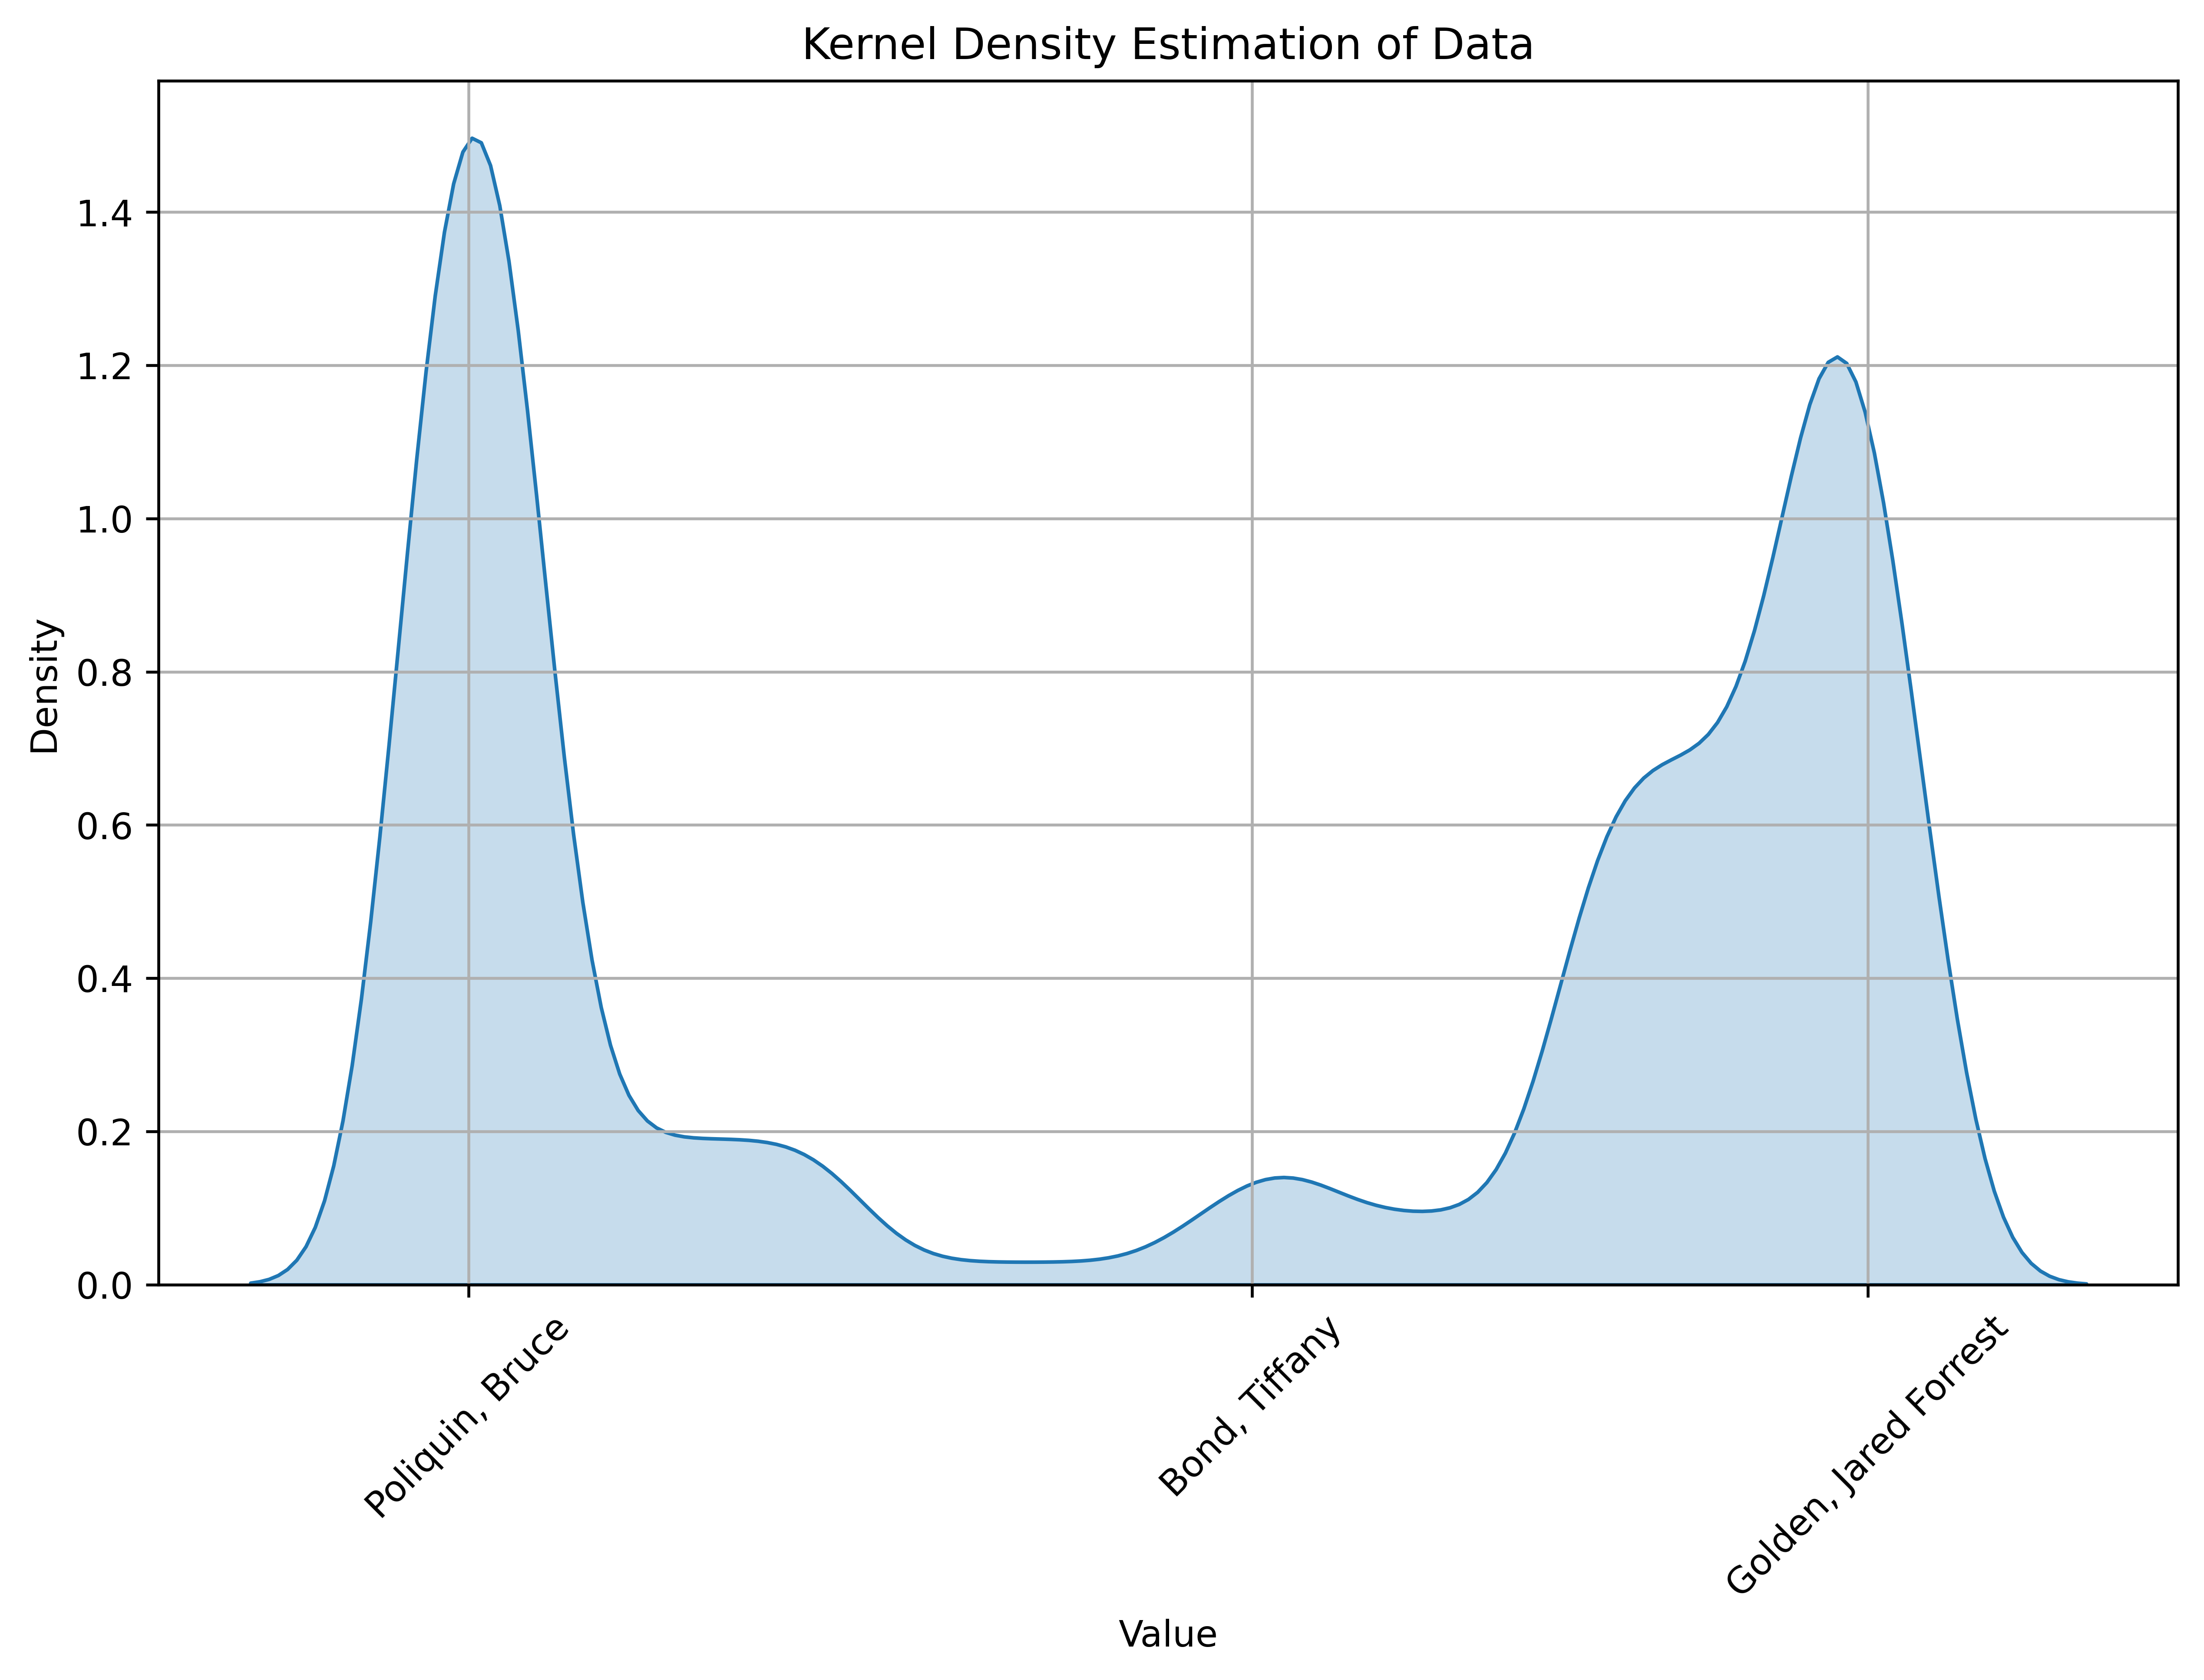 Kernel Density Estimation of Data
Density
1.4
1.2
1.0
0.8
0.6
0.4
0.2
0.0
Poliquin, Bruce
Bond, Tiffany
Golden, Jared Forrest
Value